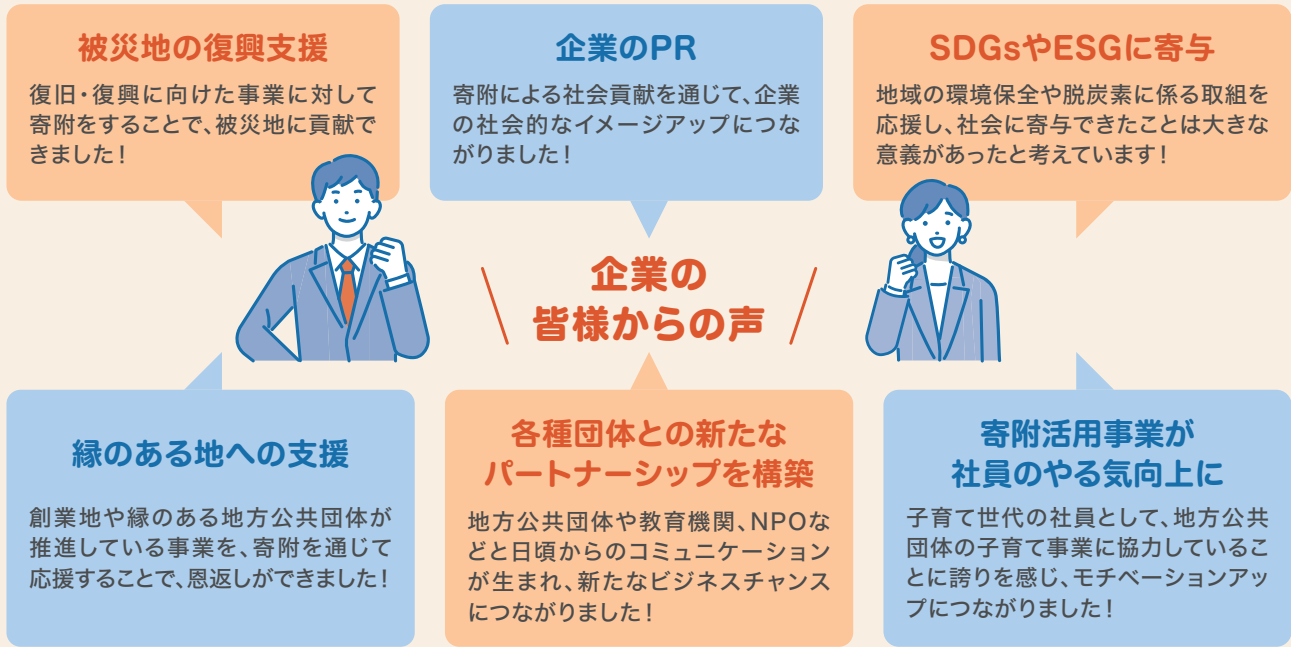 被災地の復興支援
復旧・復興に向けた事業に対して
寄附をすることで、被災地に貢献で
きました！
企業のPR
寄附による社会貢献を通じて、企業
の社会的なイメージアップにつな
がりました！
SDGsやESGに寄与
地域の環境保全や脱炭素に係る取組を
応援し、社会に寄与できたことは大きな
意義があったと考えています！
企業の
皆様からの声
縁のある地への支援
創業地や縁のある地方公共団体が
推進している事業を、寄附を通じて
応援することで、恩返しができました！
各種団体との新たな
パートナーシップを構築
地方公共団体や教育機関、NPOな
どと日頃からのコミュニケーション
が生まれ、新たなビジネスチャンス
につながりました！
寄附活用事業が
社員のやる気向上に
子育て世代の社員として、地方公共
団体の子育て事業に協力しているこ
とに誇りを感じ、モチベーションアッ
プにつながりました！